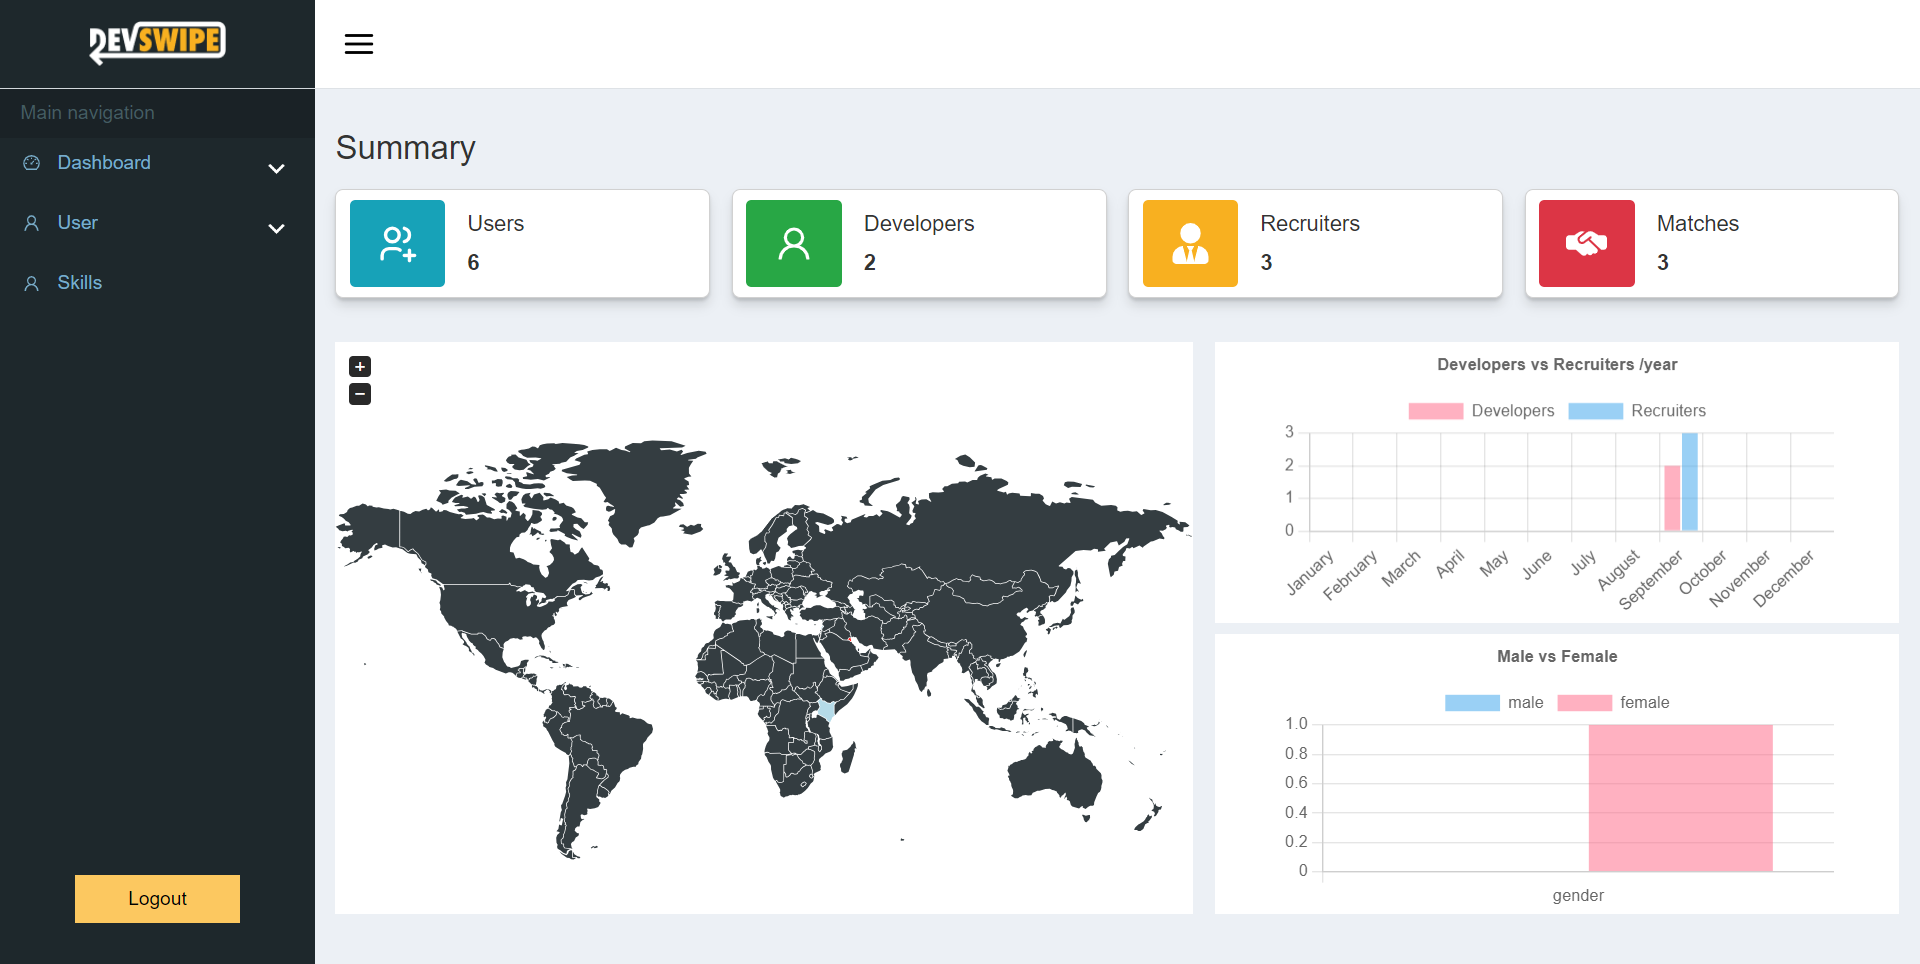 DEVSWIPE
Main navigation
Dashboard
User
Skills
Logout
Summary
Users
6
Developers
2
Recruiters
3
Matches
3
+
−
Developers vs Recruiters /year
Developers Recruiters
3
2
1
0
January February March April May June July August September October November December
Male vs Female
male female
1.0
0.8
0.6
0.4
0.2
0
gender